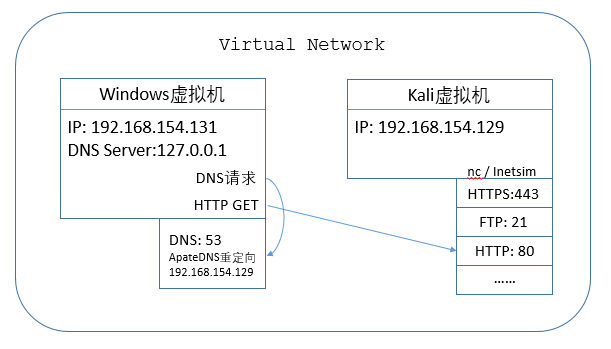 Virtual Network
Windows虚拟机
IP: 192.168.154.131
DNS Server:127.0.0.1
DNS请求
HTTP GET
DNS: 53
ApateDNS重定向
192.168.154.129
Kali虚拟机
IP: 192.168.154.129
nc / Inetsim
HTTPS:443
FTP: 21
HTTP: 80
……